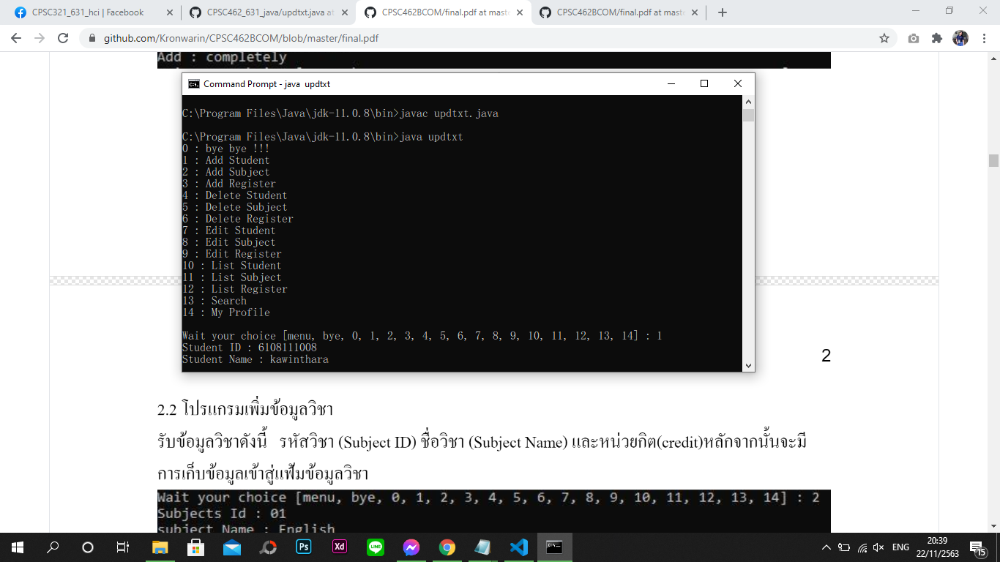 CPSC321_631_hci | Facebook
CPSC462_631_java/updtxt.java at
CPSC462BCOM/final.pdf at maste
CPSC462BCOM/final.pdf at maste
github.com/Kronwarin/CPSC462BCOM/blob/master/final.pdf
Add : completely
Command Prompt - java updtxt
C:\Program Files\Java\jdk-11.0.8\bin>javac updtxt.java
C:\Program Files\Java\jdk-11.0.8\bin>java updtxt
0 : bye bye !!!
1 : Add Student
2 : Add Subject
3 : Add Register
4 : Delete Student
5 : Delete Subject
6 : Delete Register
7 : Edit Student
8 : Edit Subject
9 : Edit Register
10 : List Student
11 : List Subject
12 : List Register
13 : Search
14 : My Profile
Wait your choice [menu, bye, 0, 1, 2, 3, 4, 5, 6, 7, 8, 9, 10, 11, 12, 13, 14] : 1
Student ID : 6108111008
Student Name : kawinthara
2
2.2 โปรแกรมเพิ่มข้อมูลวิชา
รับข้อมูลวิชาดังนี้ รหัสวิชา (Subject ID) ชื่อวิชา (Subject Name) และหน่วยกิต(credit)หลักจากนั้นจะมี
การเก็บข้อมูลเข้าสู่แฟ้มข้อมูลวิชา
Wait your choice [menu, bye, 0, 1, 2, 3, 4, 5, 6, 7, 8, 9, 10, 11, 12, 13, 14] : 2
Subjects Id : 01
subject Name : English
Ps
Xd
LINE
ENG
20:39
22/11/2563
15